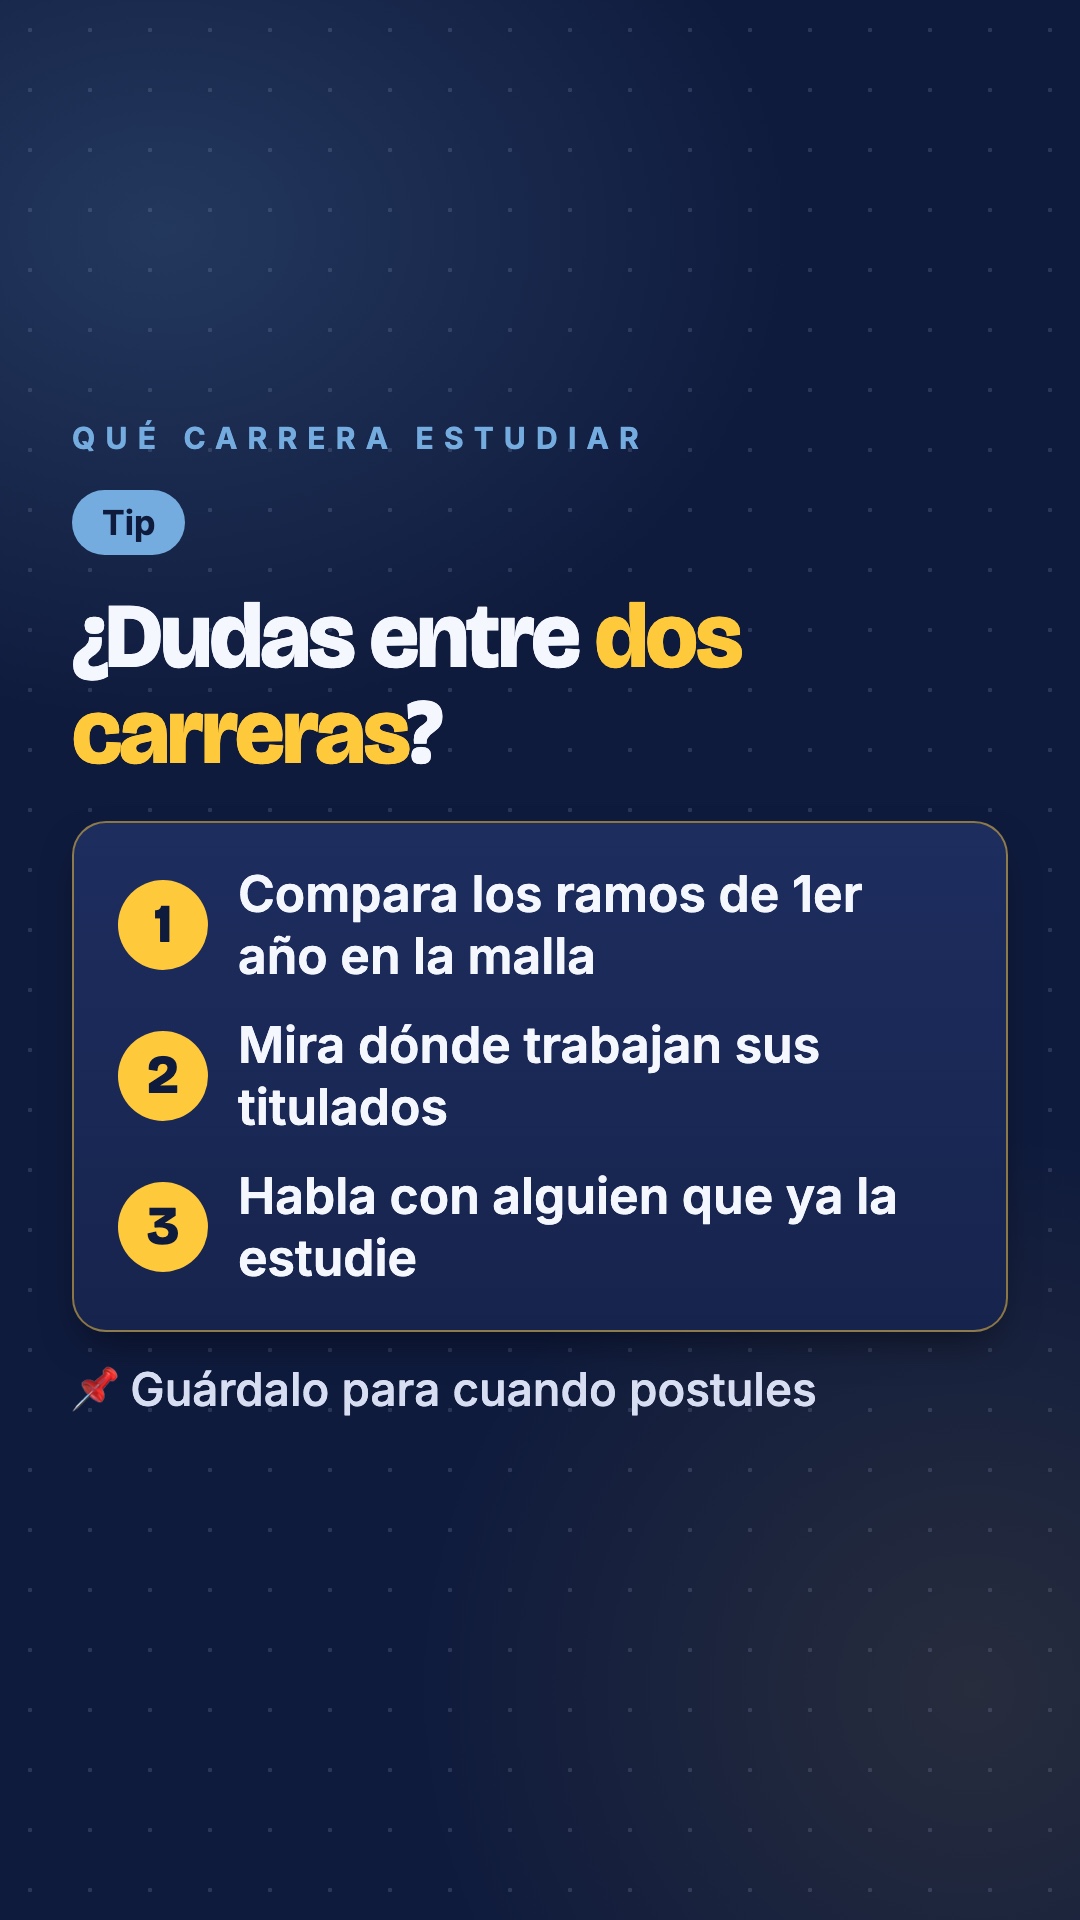 QUÉ CARRERA ESTUDIAR
Tip
¿Dudas entre dos
carreras?
1 Compara los ramos de 1er
año en la malla
2 Mira dónde trabajan sus
titulados
3 Habla con alguien que ya la
estudie
📌 Guárdalo para cuando postules